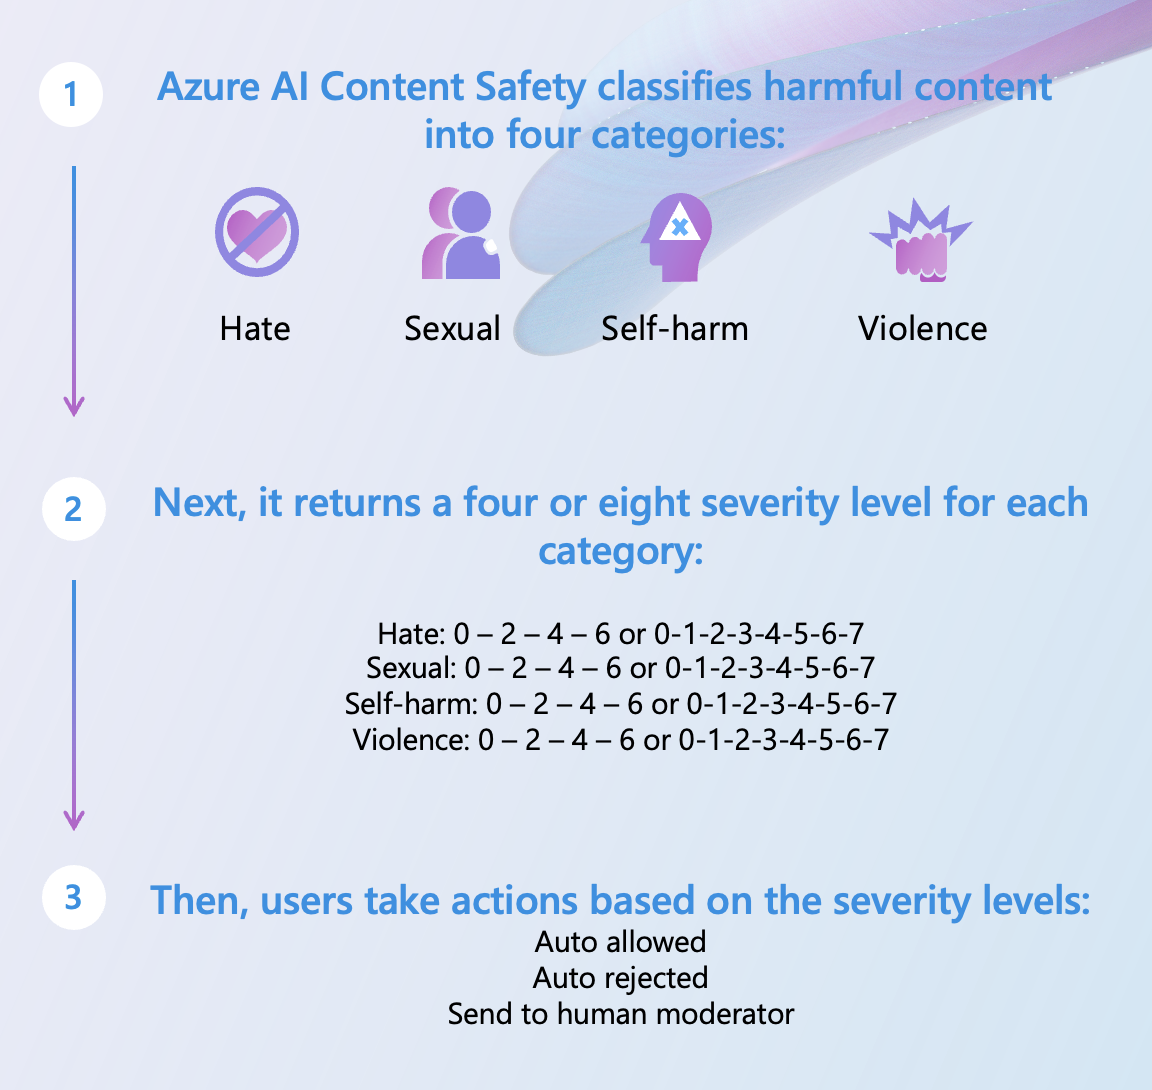 1
Azure AI Content Safety classifies harmful content
into four categories:
Hate
Sexual
Self-harm
Violence
2
Next, it returns a four or eight severity level for each
category:
Hate: 0 – 2 – 4 – 6 or 0-1-2-3-4-5-6-7
Sexual: 0 – 2 – 4 – 6 or 0-1-2-3-4-5-6-7
Self-harm: 0 – 2 – 4 – 6 or 0-1-2-3-4-5-6-7
Violence: 0 – 2 – 4 – 6 or 0-1-2-3-4-5-6-7
3
Then, users take actions based on the severity levels:
Auto allowed
Auto rejected
Send to human moderator